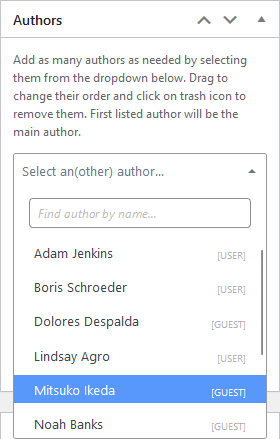 Authors
Add as many authors as needed by selecting
them from the dropdown below. Drag to
change their order and click on trash icon to
remove them. First listed author will be the
main author.
Select an(other) author...
Find author by name...
Adam Jenkins [USER]
Boris Schroeder [USER]
Dolores Despalda [GUEST]
Lindsay Agro [USER]
Mitsuko Ikeda [GUEST]
Noah Banks [GUEST]